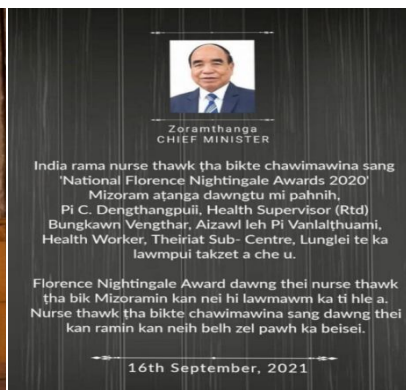 Zoramthanga
CHIEF MINISTER
India rama nurse thawk ṭha bikte chawimawina sang
'National Florence Nightingale Awards 2020'
Mizoram aṭanga dawngtu mi pahnih,
Pi C. Dengthangpuii, Health Supervisor (Rtd)
Bungkawn Vengthar, Aizawl leh Pi Vanlalṭhuami,
Health Worker, Theiriat Sub- Centre, Lunglei te ka
lawmpui takzet a che u.
Florence Nightingale Award dawng thei nurse thawk
ṭha bik Mizoramin kan nei hi lawmawm ka ti hle a.
Nurse thawk ṭha bikte chawimawina sang dawng thei
kan ramin kan neih belh zel pawh ka beisei.
16th September, 2021